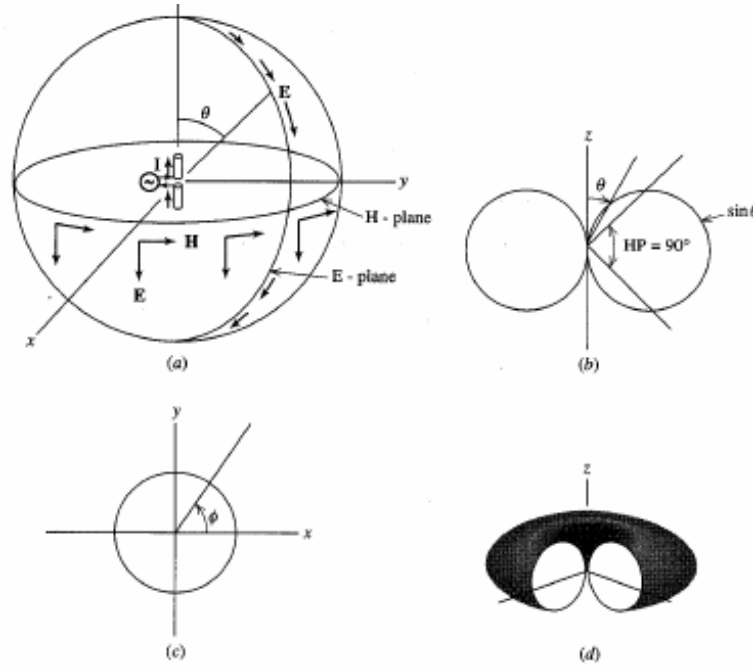 E
θ
I
~
y
H - plane
H
E
E - plane
x
(a)
z
θ
sin θ
HP = 90°
(b)
y
ϕ
x
(c)
z
(d)